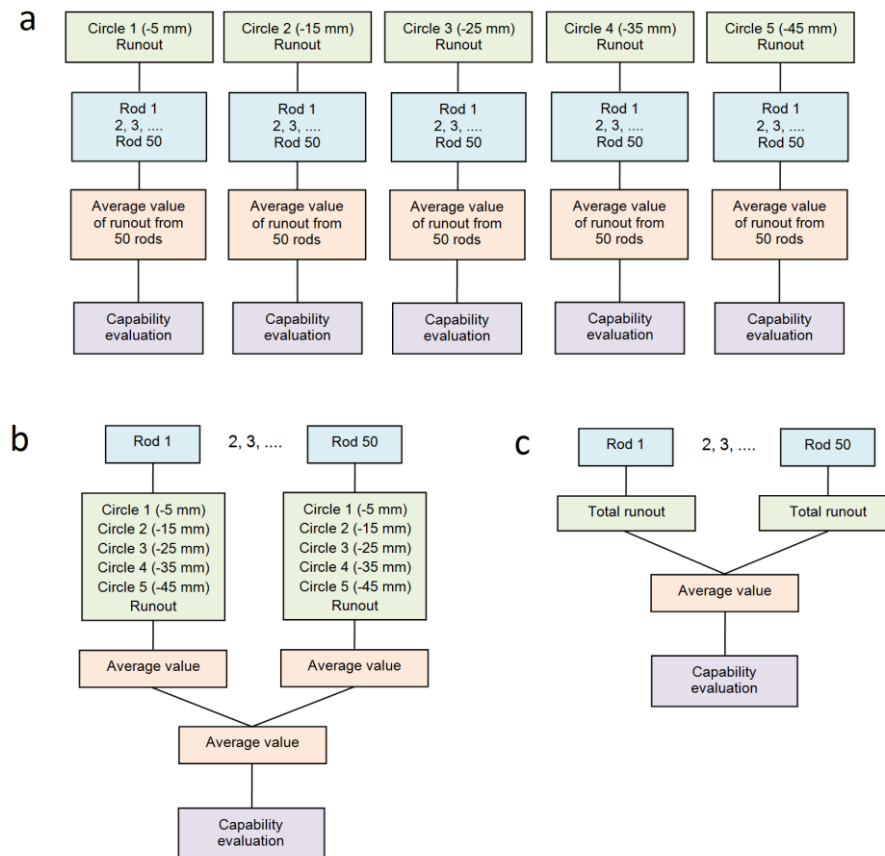 a
Circle 1 (-5 mm)
Runout
Circle 2 (-15 mm)
Runout
Circle 3 (-25 mm)
Runout
Circle 4 (-35 mm)
Runout
Circle 5 (-45 mm)
Runout
Rod 1
2, 3, ....
Rod 50
Rod 1
2, 3, ....
Rod 50
Rod 1
2, 3, ....
Rod 50
Rod 1
2, 3, ....
Rod 50
Rod 1
2, 3, ....
Rod 50
Average value
of runout from
50 rods
Average value
of runout from
50 rods
Average value
of runout from
50 rods
Average value
of runout from
50 rods
Average value
of runout from
50 rods
Capability
evaluation
Capability
evaluation
Capability
evaluation
Capability
evaluation
Capability
evaluation
b
Rod 1
2, 3, ....
Rod 50
Circle 1 (-5 mm)
Circle 2 (-15 mm)
Circle 3 (-25 mm)
Circle 4 (-35 mm)
Circle 5 (-45 mm)
Runout
Circle 1 (-5 mm)
Circle 2 (-15 mm)
Circle 3 (-25 mm)
Circle 4 (-35 mm)
Circle 5 (-45 mm)
Runout
Average value
Average value
Average value
Capability
evaluation
c
Rod 1
2, 3, ....
Rod 50
Total runout
Total runout
Average value
Capability
evaluation